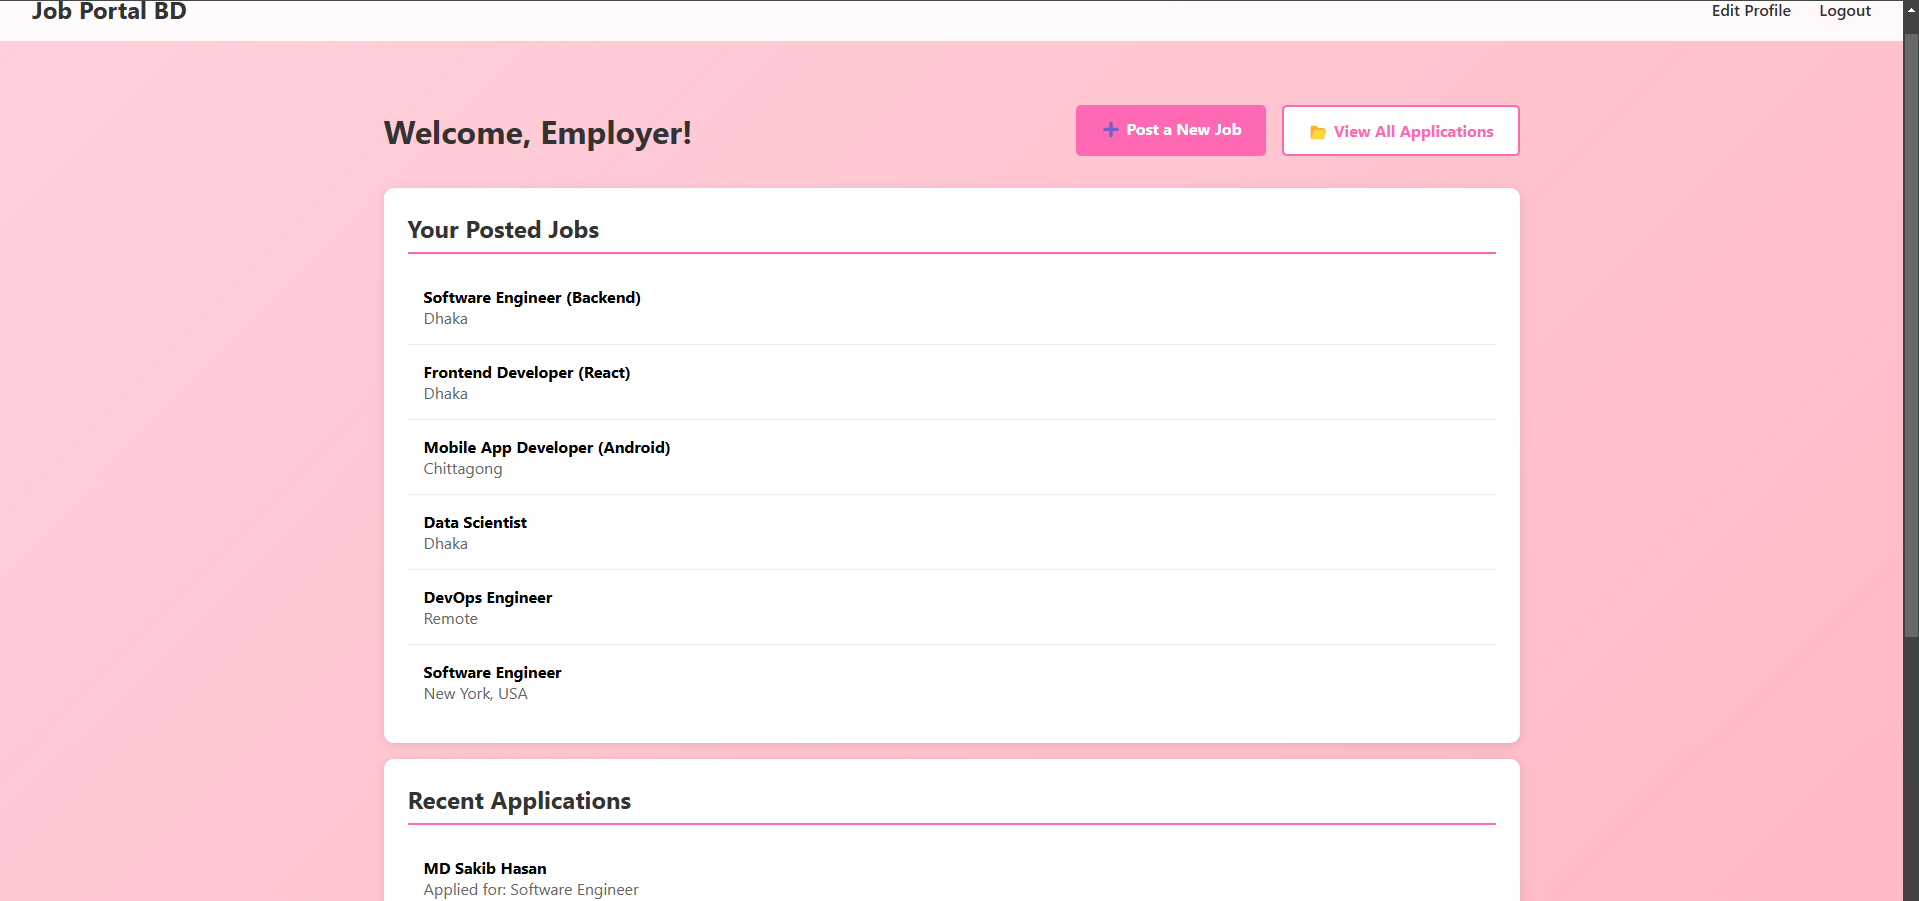 Job Portal BD
Edit Profile
Logout
Welcome, Employer!
Post a New Job
View All Applications
Your Posted Jobs
Software Engineer (Backend)
Dhaka
Frontend Developer (React)
Dhaka
Mobile App Developer (Android)
Chittagong
Data Scientist
Dhaka
DevOps Engineer
Remote
Software Engineer
New York, USA
Recent Applications
MD Sakib Hasan
Applied for: Software Engineer